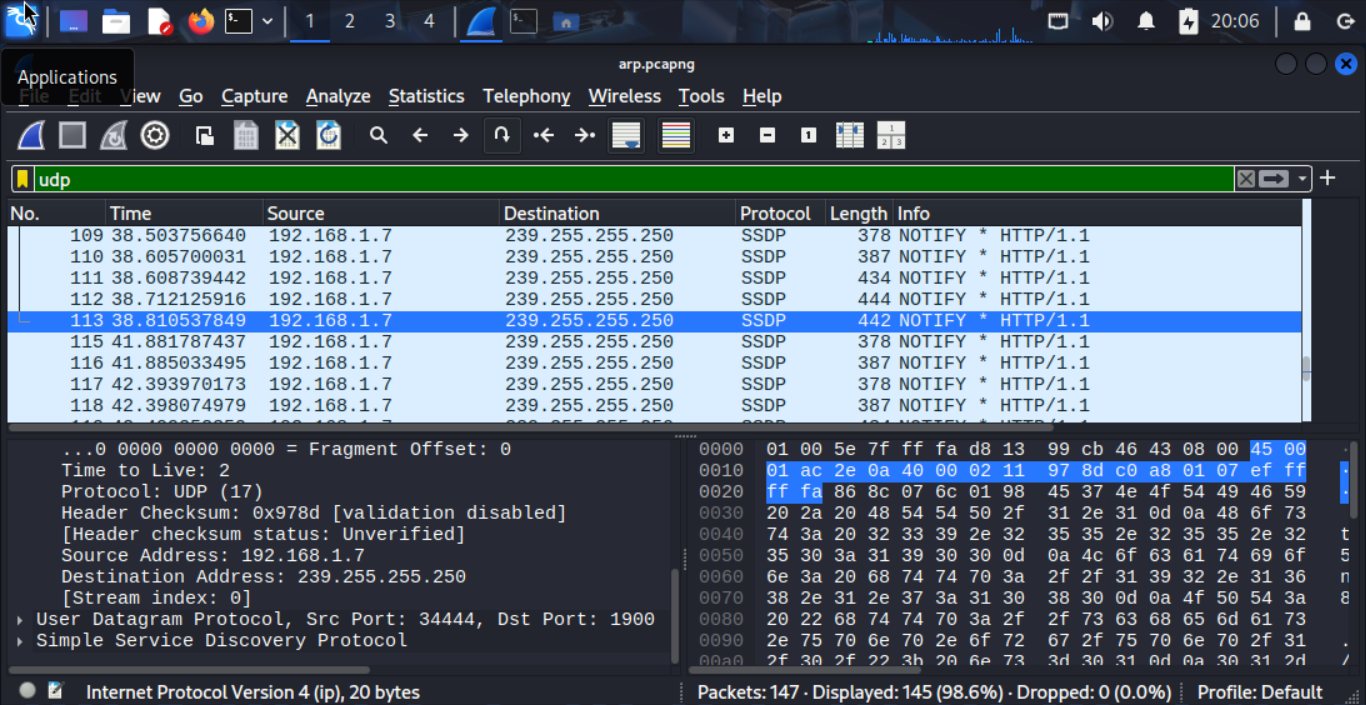 1 2 3 4 20:06
arp.pcapng
Applications
File Edit View Go Capture Analyze Statistics Telephony Wireless Tools Help
udp
No. Time Source Destination Protocol Length Info
109 38.503756640 192.168.1.7 239.255.255.250 SSDP 378 NOTIFY * HTTP/1.1
110 38.605700031 192.168.1.7 239.255.255.250 SSDP 387 NOTIFY * HTTP/1.1
111 38.608739442 192.168.1.7 239.255.255.250 SSDP 434 NOTIFY * HTTP/1.1
112 38.712125916 192.168.1.7 239.255.255.250 SSDP 444 NOTIFY * HTTP/1.1
113 38.810537849 192.168.1.7 239.255.255.250 SSDP 442 NOTIFY * HTTP/1.1
115 41.881787437 192.168.1.7 239.255.255.250 SSDP 378 NOTIFY * HTTP/1.1
116 41.885033495 192.168.1.7 239.255.255.250 SSDP 387 NOTIFY * HTTP/1.1
117 42.393970173 192.168.1.7 239.255.255.250 SSDP 378 NOTIFY * HTTP/1.1
118 42.398074979 192.168.1.7 239.255.255.250 SSDP 387 NOTIFY * HTTP/1.1
...0 0000 0000 0000 = Fragment Offset: 0
Time to Live: 2
Protocol: UDP (17)
Header Checksum: 0x978d [validation disabled]
[Header checksum status: Unverified]
Source Address: 192.168.1.7
Destination Address: 239.255.255.250
[Stream index: 0]
User Datagram Protocol, Src Port: 34444, Dst Port: 1900
Simple Service Discovery Protocol
0000 01 00 5e 7f ff fa d8 13 99 cb 46 43 08 00 45 00
0010 01 ac 2e 0a 40 00 02 11 97 8d c0 a8 01 07 ef ff
0020 ff fa 86 8c 07 6c 01 98 45 37 4e 4f 54 49 46 59
0030 20 2a 20 48 54 54 50 2f 31 2e 31 0d 0a 48 6f 73
0040 74 3a 20 32 33 39 2e 32 35 35 2e 32 35 35 2e 32 t
0050 35 30 3a 31 39 30 30 0d 0a 4c 6f 63 61 74 69 6f 5
0060 6e 3a 20 68 74 74 70 3a 2f 2f 31 39 32 2e 31 36 n
0070 38 2e 31 2e 37 3a 31 30 38 30 0d 0a 4f 50 54 3a 8
0080 20 22 68 74 74 70 3a 2f 2f 73 63 68 65 6d 61 73
0090 2e 75 70 6e 70 2e 6f 72 67 2f 75 70 6e 70 2f 31 .
00a0 2f 30 2f 22 3b 20 6e 73 3d 30 31 0d 0a 30 31 2d /
Internet Protocol Version 4 (ip), 20 bytes
Packets: 147 · Displayed: 145 (98.6%) · Dropped: 0 (0.0%)
Profile: Default